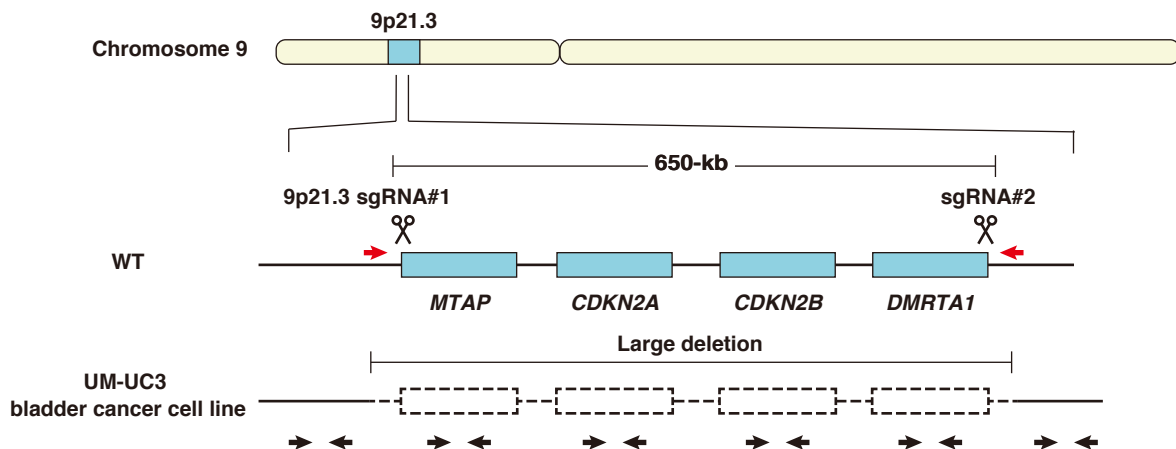 9p21.3
Chromosome 9
650-kb
9p21.3 sgRNA#1 sgRNA#2
WT
MTAP CDKN2A CDKN2B DMRTA1
Large deletion
UM-UC3
bladder cancer cell line